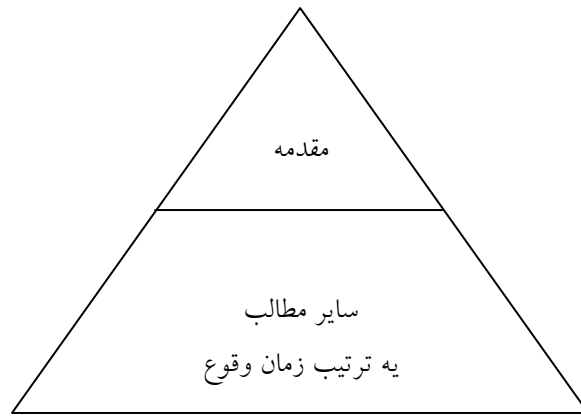 مقدمه
سایر مطالب
یه ترتیب زمان وقوع